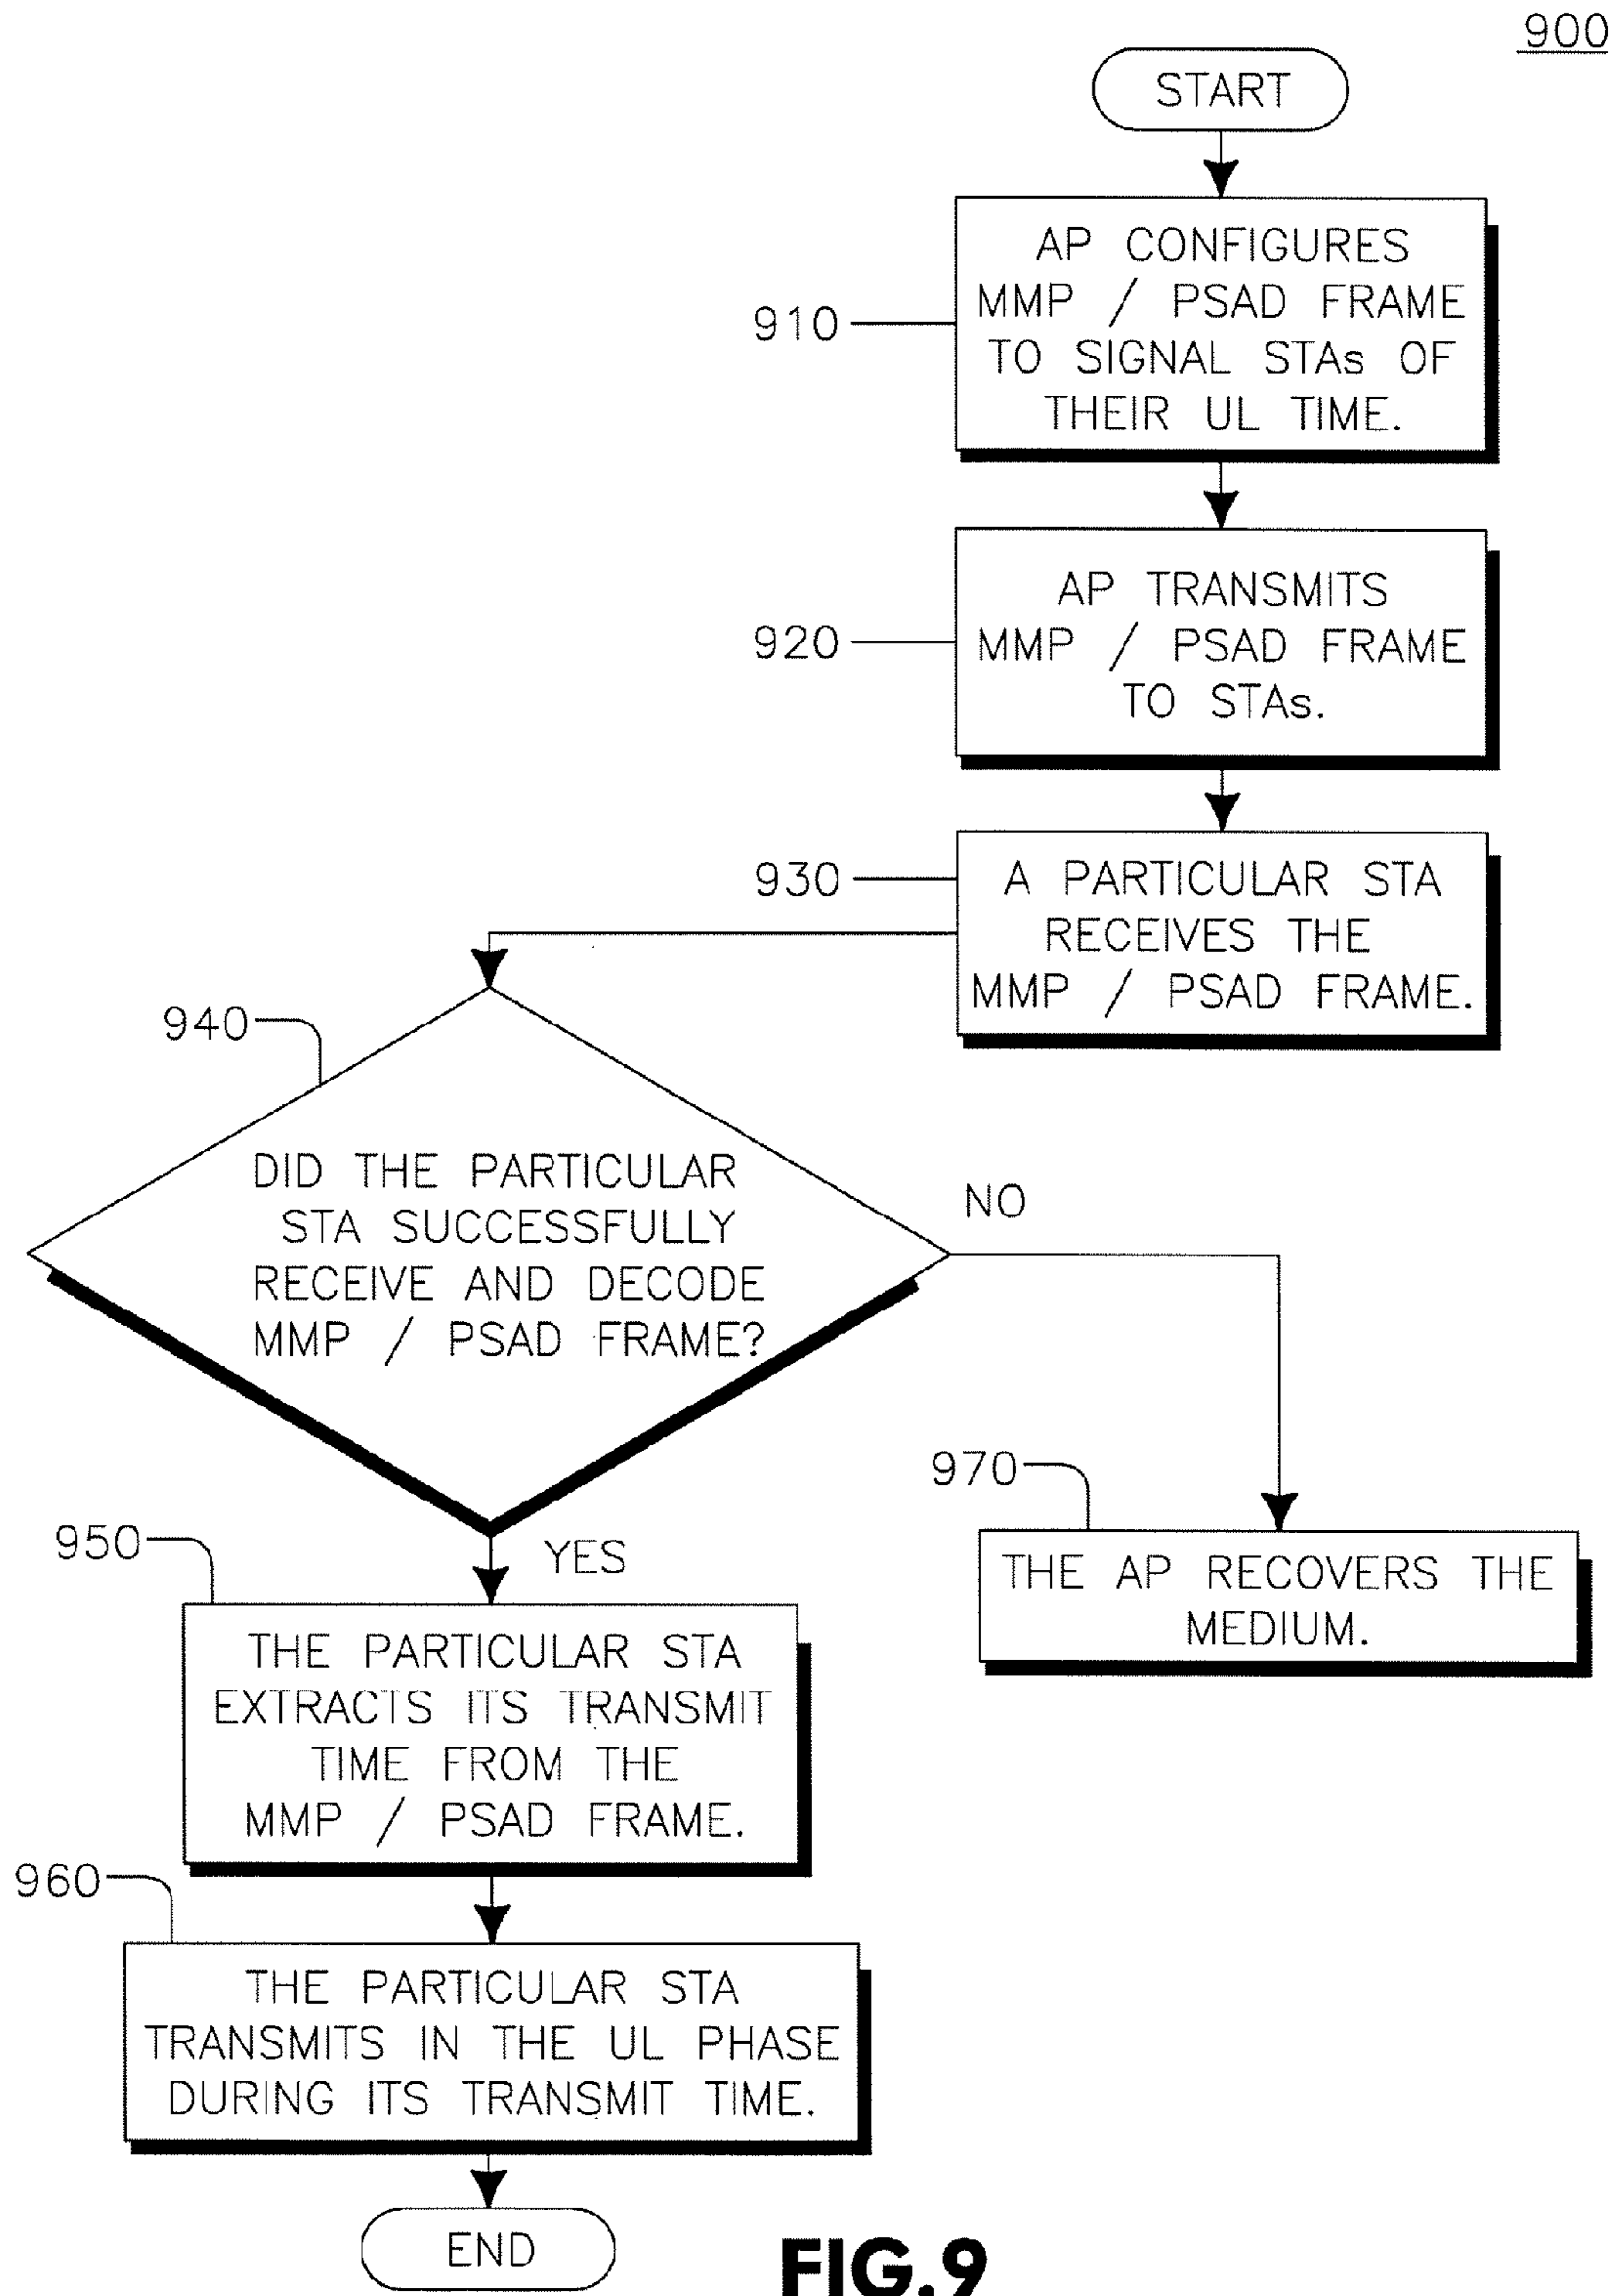 900
START
AP CONFIGURES
MMP / PSAD FRAME
TO SIGNAL STAs OF
THEIR UL TIME.
910
AP TRANSMITS
MMP / PSAD FRAME
TO STAs.
920
A PARTICULAR STA
RECEIVES THE
MMP / PSAD FRAME.
930
940
DID THE PARTICULAR
STA SUCCESSFULLY
RECEIVE AND DECODE
MMP / PSAD FRAME?
NO
970
THE AP RECOVERS THE
MEDIUM.
YES
950
THE PARTICULAR STA
EXTRACTS ITS TRANSMIT
TIME FROM THE
MMP / PSAD FRAME.
960
THE PARTICULAR STA
TRANSMITS IN THE UL PHASE
DURING ITS TRANSMIT TIME.
END
FIG.9